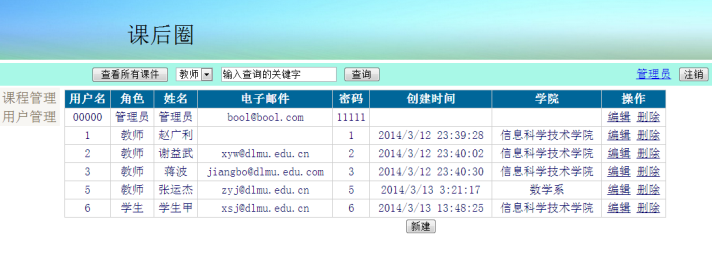 课后圈
查看所有课件 教师 输入查询的关键字 查询 管理员 注销
课程管理
用户管理
用户名 角色 姓名 电子邮件 密码 创建时间 学院 操作
00000 管理员 管理员 bool@bool.com 11111 编辑 删除
1 教师 赵广利 1 2014/3/12 23:39:28 信息科学技术学院 编辑 删除
2 教师 谢益武 xyw@dlmu.edu.cn 2 2014/3/12 23:40:02 信息科学技术学院 编辑 删除
3 教师 蒋波 jiangbo@dlmu.edu.com 3 2014/3/12 23:40:30 信息科学技术学院 编辑 删除
5 教师 张运杰 zyj@dlmu.edu.cn 5 2014/3/13 3:21:17 数学系 编辑 删除
6 学生 学生甲 xsj@dlmu.edu.cn 6 2014/3/13 13:48:25 信息科学技术学院 编辑 删除
新建